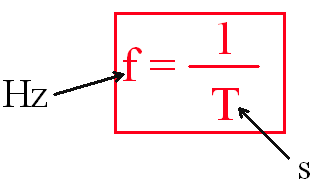 f = 1/T
Hz
s